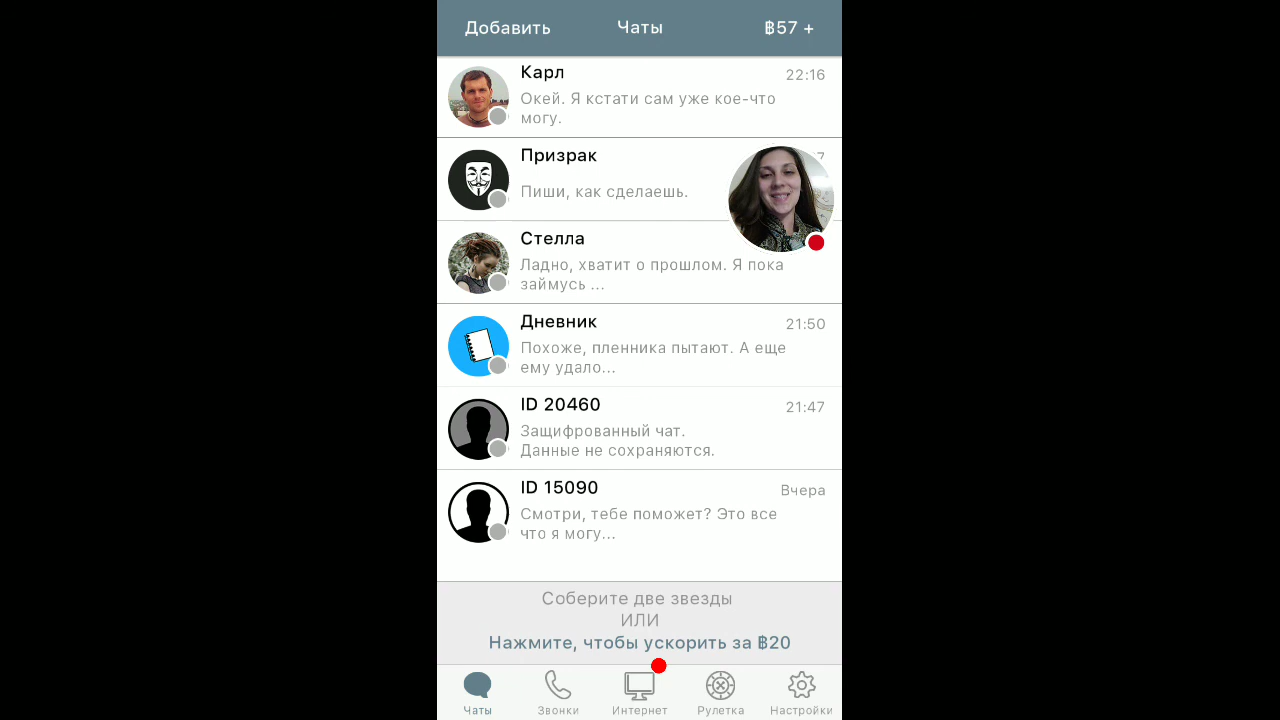 Добавить
Чаты
฿57 +
Карл
22:16
Окей. Я кстати сам уже кое-что
могу.
Призрак
7
Пиши, как сделаешь.
Стелла
Ладно, хватит о прошлом. Я пока
займусь ...
Дневник
21:50
Похоже, пленника пытают. А еще
ему удало...
ID 20460
21:47
Защифрованный чат.
Данные не сохраняются.
ID 15090
Вчера
Смотри, тебе поможет? Это все
что я могу...
Соберите две звезды
ИЛИ
Нажмите, чтобы ускорить за ฿20
Чаты
Звонки
Интернет
Рулетка
Настройки